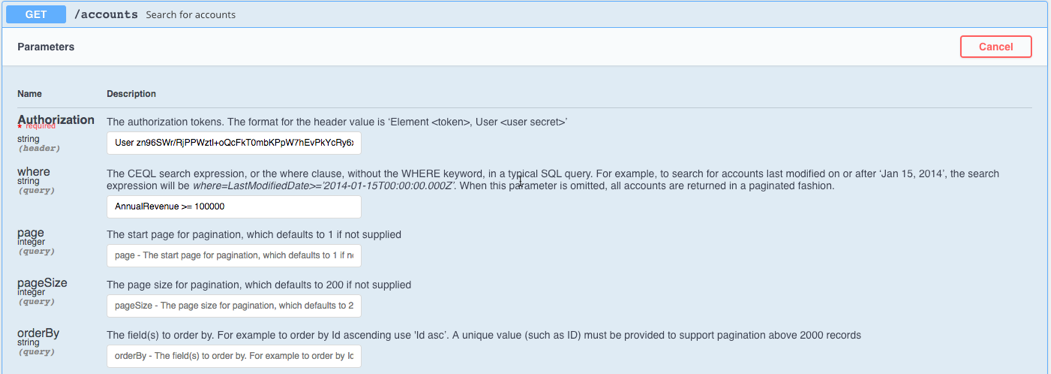 GET /accounts Search for accounts
Parameters Cancel
Name Description
Authorization The authorization tokens. The format for the header value is ‘Element <token>, User <user secret>’
* required
string
(header) User zn96SWr/RjPPWztI+oQcFkT0mbKPpW7hEvPkYcRy6
where The CEQL search expression, or the where clause, without the WHERE keyword, in a typical SQL query. For example, to search for accounts last modified on or after ‘Jan 15, 2014’, the search
string expression will be where=LastModifiedDate>='2014-01-15T00:00:00.000Z'. When this parameter is omitted, all accounts are returned in a paginated fashion.
(query)
AnnualRevenue >= 100000
page The start page for pagination, which defaults to 1 if not supplied
integer
(query) page - The start page for pagination, which defaults to 1 if n
pageSize The page size for pagination, which defaults to 200 if not supplied
integer
(query) pageSize - The page size for pagination, which defaults to 2
orderBy The field(s) to order by. For example to order by Id ascending use 'Id asc'. A unique value (such as ID) must be provided to support pagination above 2000 records
string
(query) orderBy - The field(s) to order by. For example to order by Id